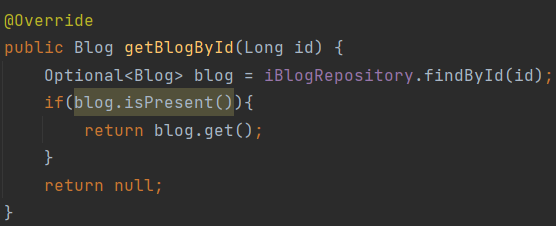 @Override
public Blog getBlogById(Long id) {
    Optional<Blog> blog = iBlogRepository.findById(id);
    if(blog.isPresent()){
        return blog.get();
    }
    return null;
}